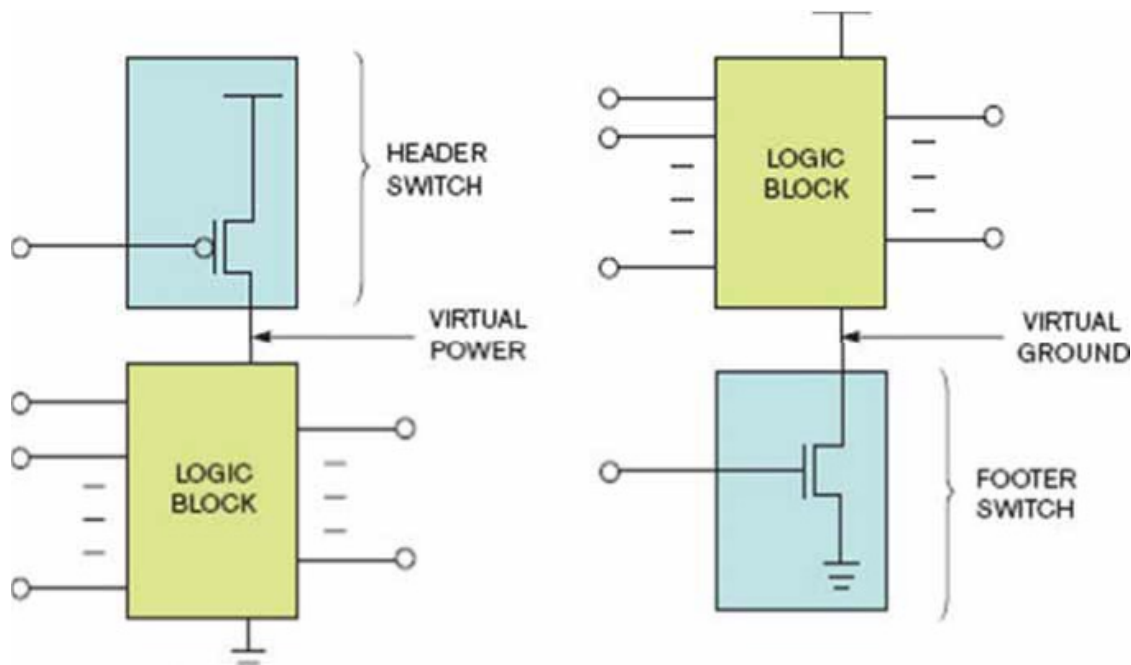 HEADER
SWITCH
VIRTUAL
POWER
LOGIC
BLOCK
LOGIC
BLOCK
VIRTUAL
GROUND
FOOTER
SWITCH